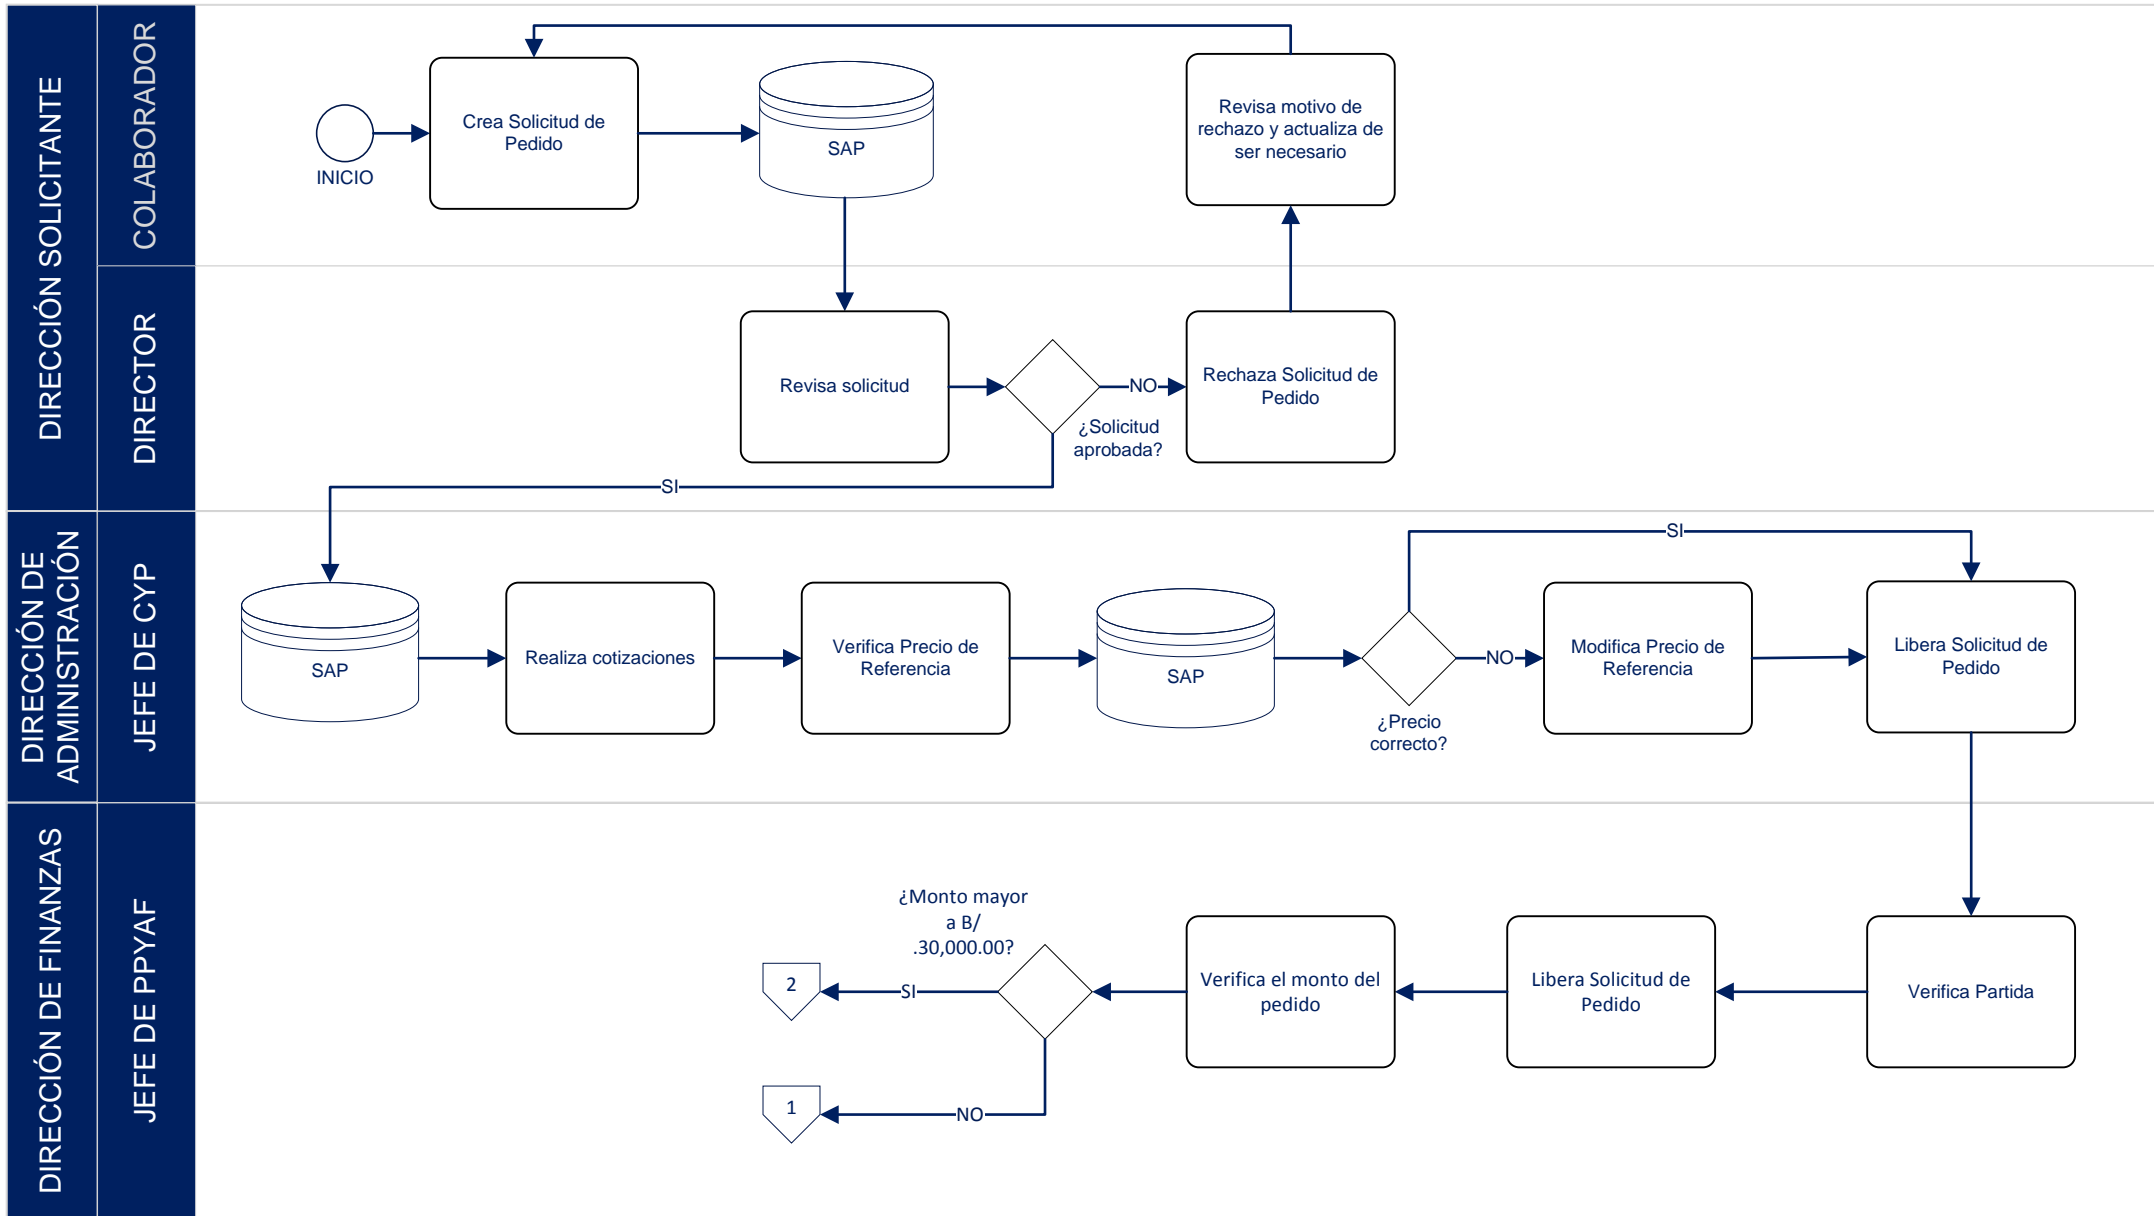 DIRECCIÓN SOLICITANTE
COLABORADOR
INICIO
Crea Solicitud de
Pedido
SAP
Revisa motivo de
rechazo y actualiza de
ser necesario
DIRECTOR
Revisa solicitud
¿Solicitud
aprobada?
NO
Rechaza Solicitud de
Pedido
SI
DIRECCIÓN DE
ADMINISTRACIÓN
JEFE DE CYP
SAP
Realiza cotizaciones
Verifica Precio de
Referencia
SAP
¿Precio
correcto?
SI
NO
Modifica Precio de
Referencia
Libera Solicitud de
Pedido
DIRECCIÓN DE FINANZAS
JEFE DE PPYAF
Verifica Partida
Libera Solicitud de
Pedido
Verifica el monto del
pedido
¿Monto mayor
a B/
.30,000.00?
SI
2
NO
1